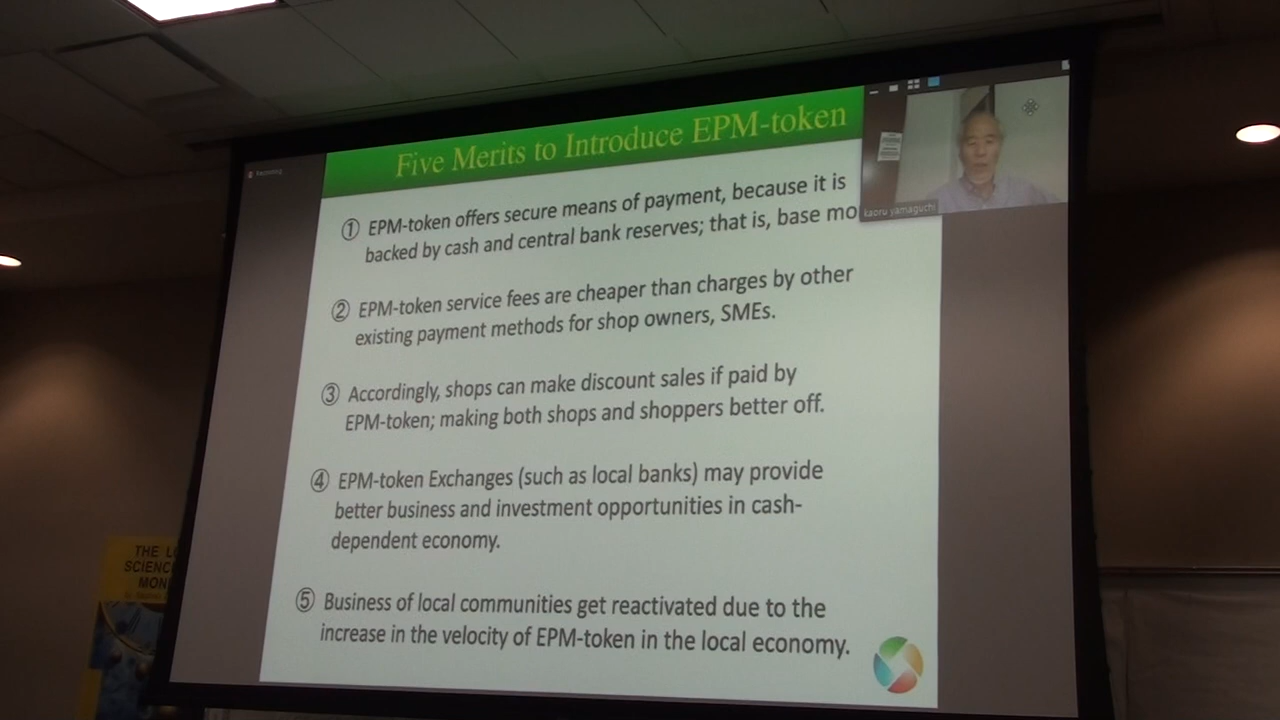 Recording
Five Merits to Introduce EPM-token
kaoru yamaguchi
① EPM-token offers secure means of payment, because it is
backed by cash and central bank reserves; that is, base mo
② EPM-token service fees are cheaper than charges by other
existing payment methods for shop owners, SMEs.
③ Accordingly, shops can make discount sales if paid by
EPM-token; making both shops and shoppers better off.
④ EPM-token Exchanges (such as local banks) may provide
better business and investment opportunities in cash-
dependent economy.
⑤ Business of local communities get reactivated due to the
increase in the velocity of EPM-token in the local economy.
THE L
SCIENC
MON